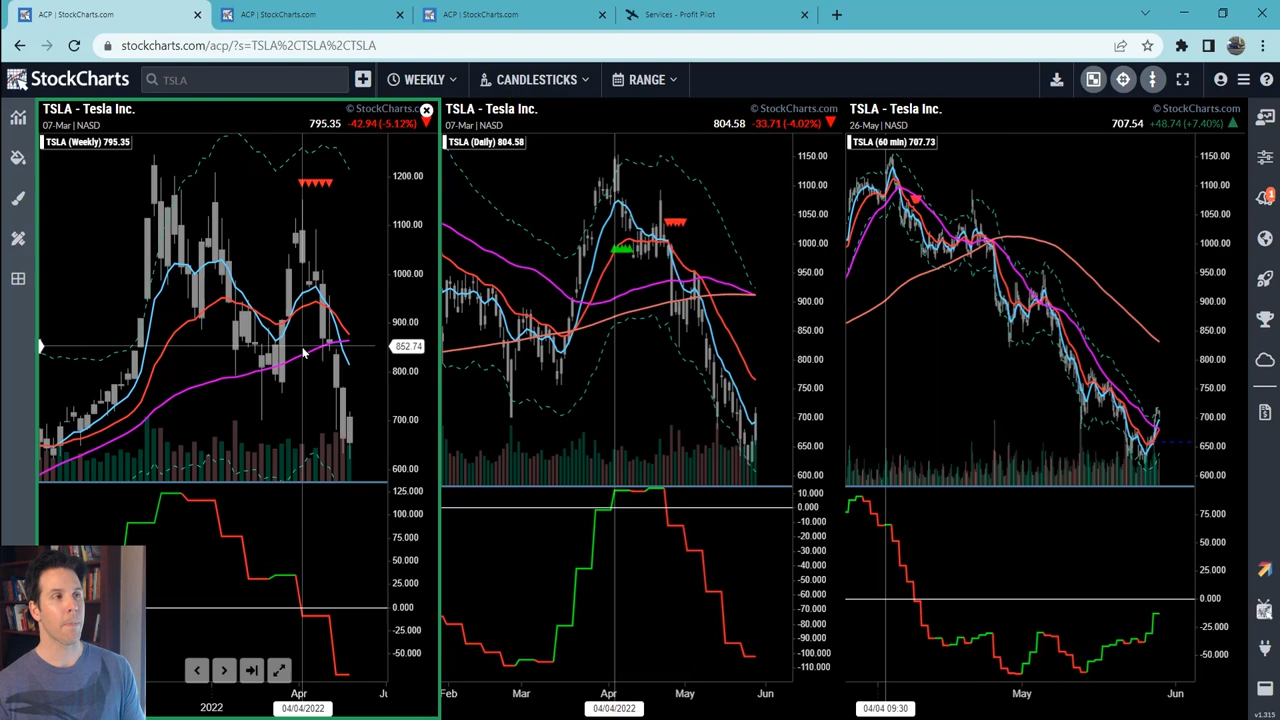 ACP | StockCharts.com
ACP | StockCharts.com
ACP | StockCharts.com
Services - Profit Pilot
stockcharts.com/acp/?s=TSLA%2CTSLA%2CTSLA
StockCharts
TSLA
WEEKLY
CANDLESTICKS
RANGE
TSLA - Tesla Inc.
© StockCharts.c
07-Mar | NASD
795.35
-42.94 (-5.12%)
TSLA (Weekly) 795.35
1200.00
1100.00
1000.00
900.00
852.74
800.00
700.00
600.00
125.000
75.000
50.000
25.000
0.000
-25.000
-50.000
2022
Apr
Ju
04/04/2022
TSLA - Tesla Inc.
© StockCharts.com
07-Mar | NASD
804.58
-33.71 (-4.02%)
TSLA (Daily) 804.58
1150.00
1100.00
1050.00
1000.00
950.00
900.00
850.00
800.00
750.00
700.00
650.00
600.00
10.000
0.000
-10.000
-20.000
-30.000
-40.000
-50.000
-60.000
-70.000
-80.000
-90.000
-100.000
-110.000
Feb
Mar
Apr
May
Jun
04/04/2022
TSLA - Tesla Inc.
© StockCharts.com
26-May | NASD
707.54
+48.74 (+7.40%)
TSLA (60 min) 707.73
1150.00
1100.00
1050.00
1000.00
950.00
900.00
850.00
800.00
750.00
700.00
650.00
600.00
75.000
50.000
25.000
0.000
-25.000
-50.000
May
Jun
04/04 09:30
1
v1.315